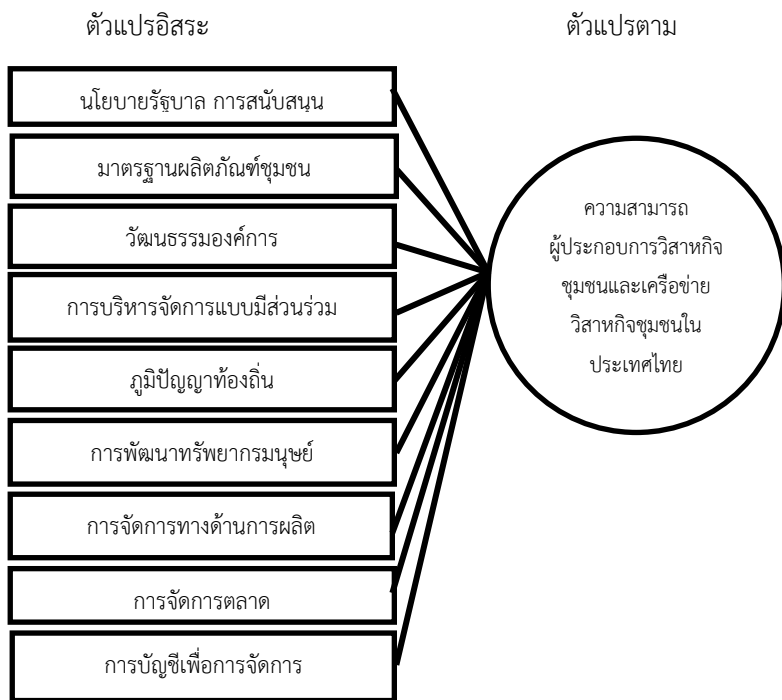 ตัวแปรอิสระ
ตัวแปรตาม
นโยบายรัฐบาล การสนับสนุน
มาตรฐานผลิตภัณฑ์ชุมชน
วัฒนธรรมองค์การ
การบริหารจัดการแบบมีส่วนร่วม
ภูมิปัญญาท้องถิ่น
การพัฒนาทรัพยากรมนุษย์
การจัดการทางด้านการผลิต
การจัดการตลาด
การบัญชีเพื่อการจัดการ
ความสามารถ
ผู้ประกอบการวิสาหกิจ
ชุมชนและเครือข่าย
วิสาหกิจชุมชนใน
ประเทศไทย